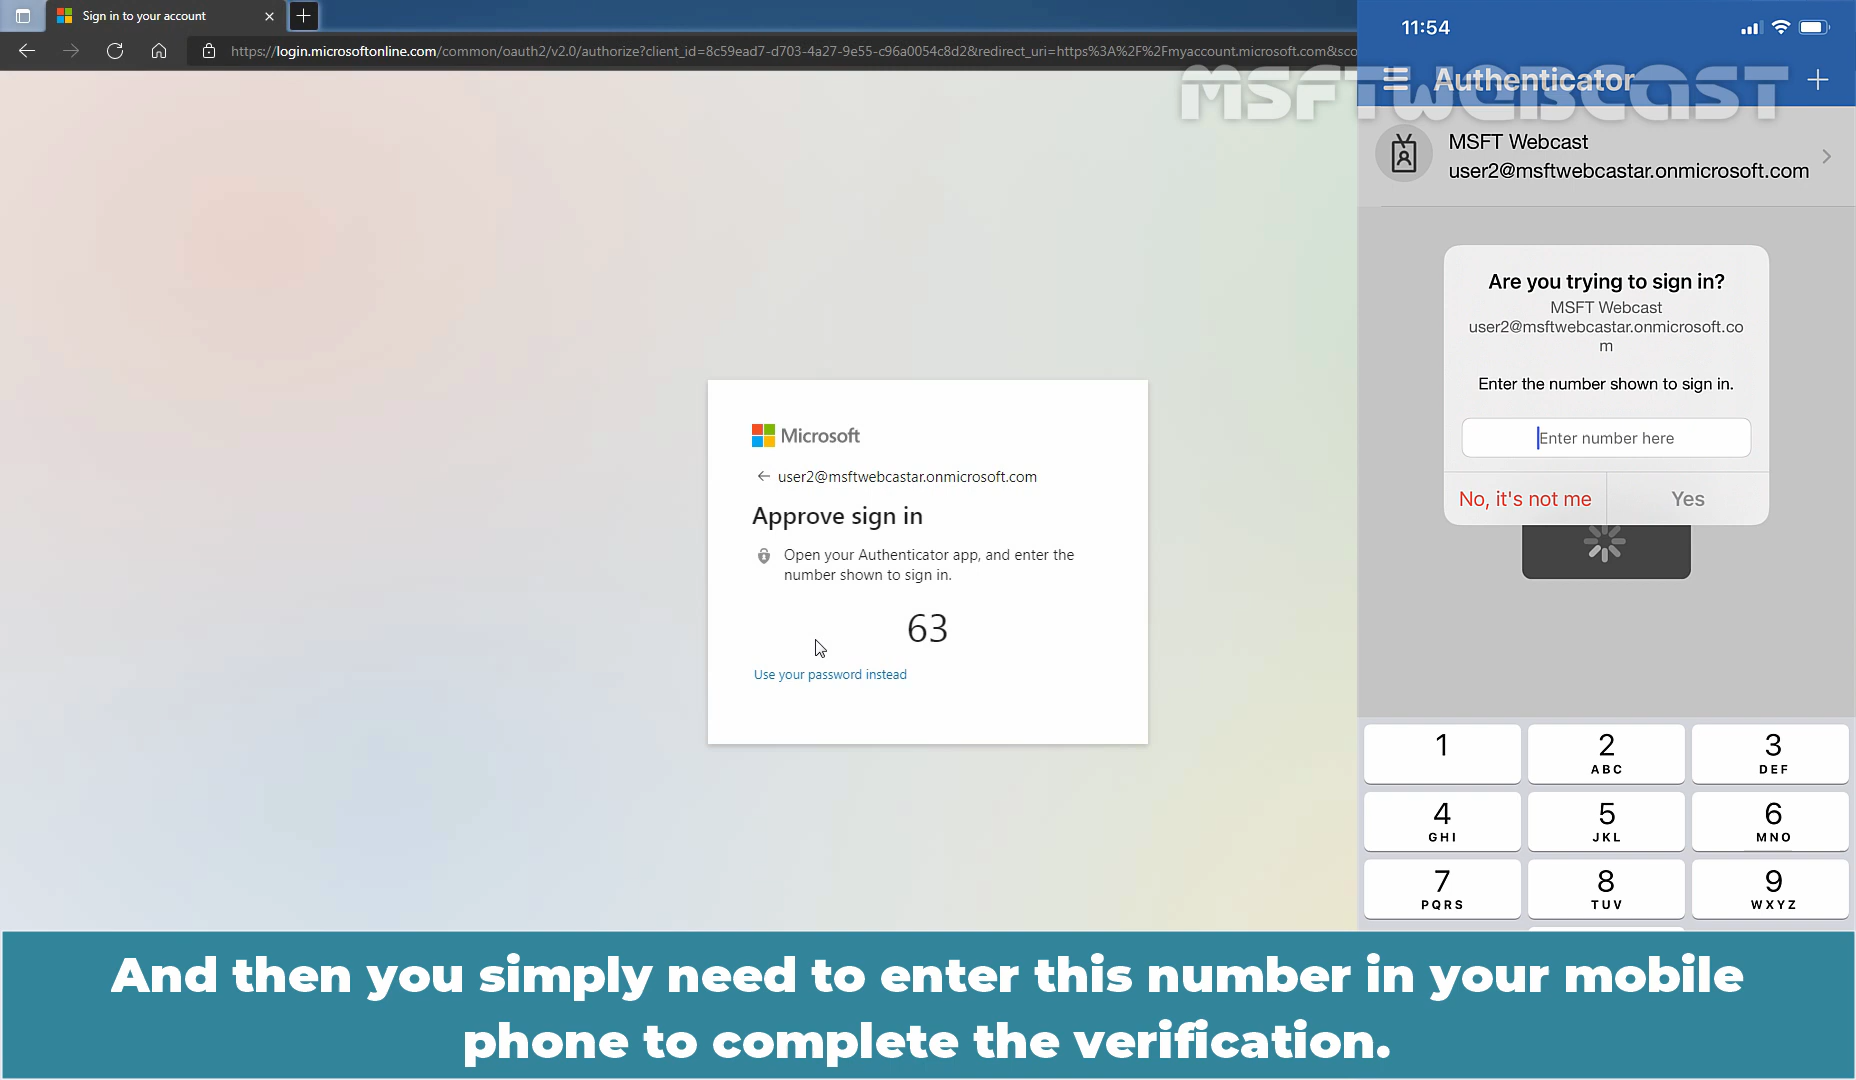 Sign in to your account
https://login.microsoftonline.com/common/oauth2/v2.0/authorize?client_id=8c59ead7-d703-4a27-9e55-c96a0054c8d2&redirect_uri=https%3A%2F%2Fmyaccount.microsoft.com&sco
Microsoft
user2@msftwebcastar.onmicrosoft.com
Approve sign in
Open your Authenticator app, and enter the
number shown to sign in.
63
Use your password instead
11:54
Authenticator
MSFTWEBCAST
MSFT Webcast
user2@msftwebcastar.onmicrosoft.com
Are you trying to sign in?
MSFT Webcast
user2@msftwebcastar.onmicrosoft.co
m
Enter the number shown to sign in.
Enter number here
No, it's not me Yes
1 2 3
ABC DEF
4 5 6
GHI JKL MNO
7 8 9
PQRS TUV WXYZ
And then you simply need to enter this number in your mobile
phone to complete the verification.